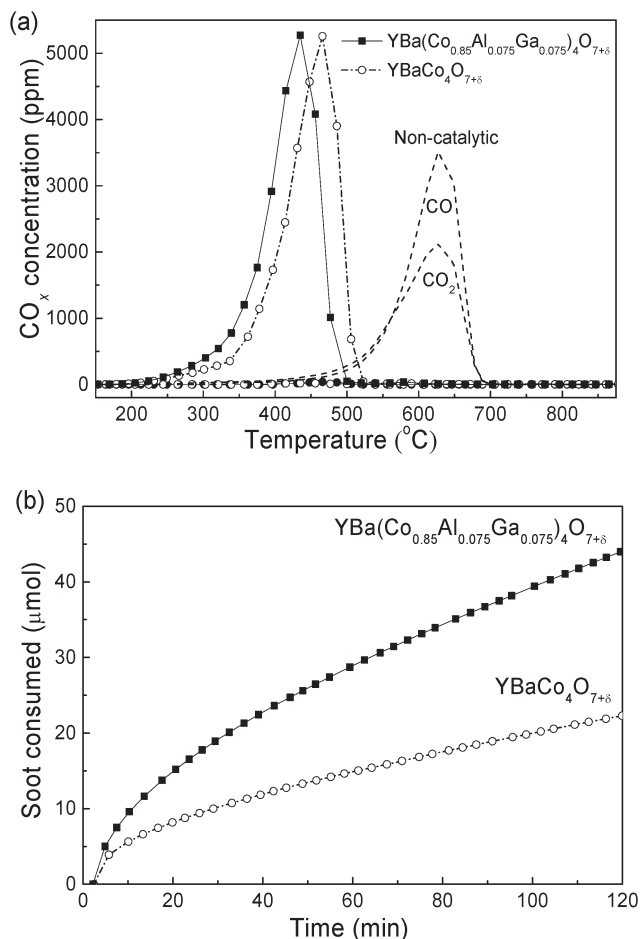 (a)
YBa(Co0.85Al0.075Ga0.075)4O7+δ
YBaCo4O7+δ
Non-catalytic
CO
CO2
COx concentration (ppm)
5000
4000
3000
2000
1000
0
200 300 400 500 600 700 800
Temperature (°C)
(b)
YBa(Co0.85Al0.075Ga0.075)4O7+δ
YBaCo4O7+δ
Soot consumed (μmol)
50
40
30
20
10
0
0 20 40 60 80 100 120
Time (min)